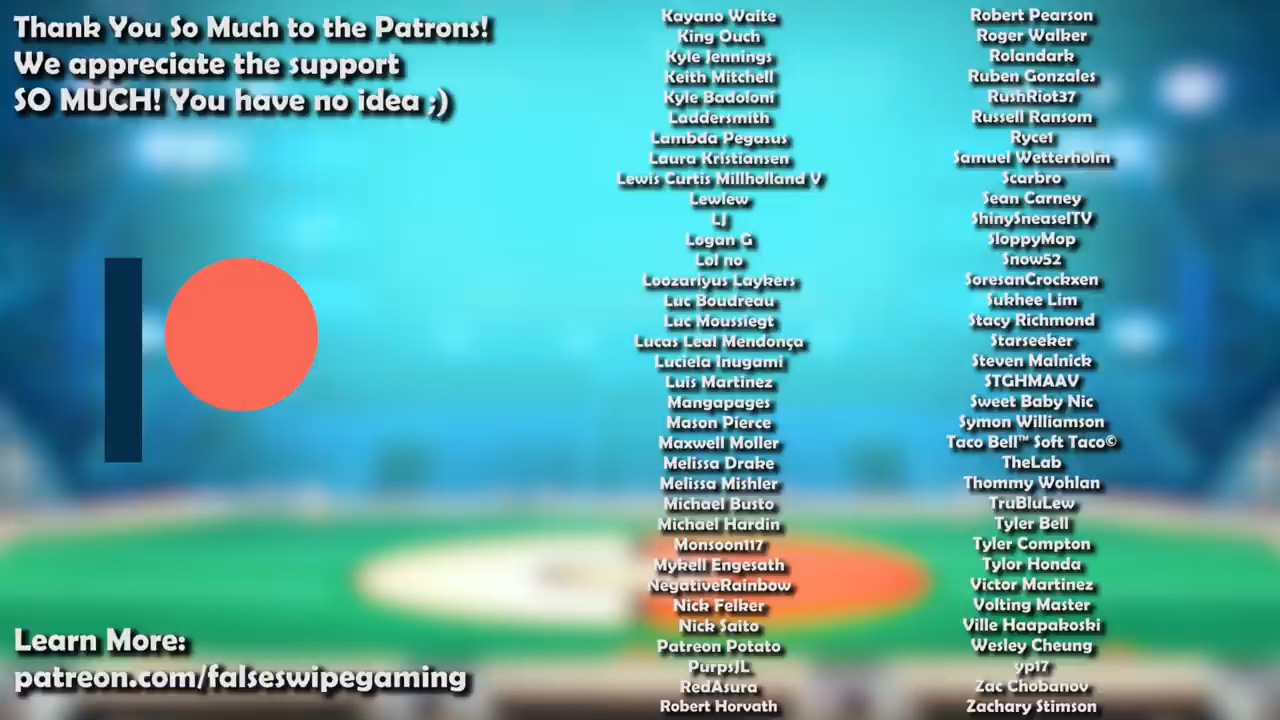 Thank You So Much to the Patrons!
We appreciate the support
SO MUCH! You have no idea ;)
Learn More:
patreon.com/falseswipegaming
Kayano Waite
King Ouch
Kyle Jennings
Keith Mitchell
Kyle Badoloni
Laddersmith
Lambda Pegasus
Laura Kristiansen
Lewis Curtis Millholland V
Lewlew
LJ
Logan G
Lol no
Loozariyus Laykers
Luc Boudreau
Luc Moussiegt
Lucas Leal Mendonça
Luciela Inugami
Luis Martinez
Mangapages
Mason Pierce
Maxwell Moller
Melissa Drake
Melissa Mishler
Michael Busto
Michael Hardin
Monsoon117
Mykell Engesath
NegativeRainbow
Nick Felker
Nick Saito
Patreon Potato
PurpsJL
RedAsura
Robert Horvath
Robert Pearson
Roger Walker
Rolandark
Ruben Gonzales
RushRiot37
Russell Ransom
Ryce1
Samuel Wetterholm
Scarbro
Sean Carney
ShinySneaselTV
SloppyMop
Snow52
SoresanCrockxen
Sukhee Lim
Stacy Richmond
Starseeker
Steven Malnick
STGHMAAV
Sweet Baby Nic
Symon Williamson
Taco Bell™ Soft Taco©
TheLab
Thommy Wohlan
TruBluLew
Tyler Bell
Tyler Compton
Tylor Honda
Victor Martinez
Volting Master
Ville Haapakoski
Wesley Cheung
yp17
Zac Chobanov
Zachary Stimson